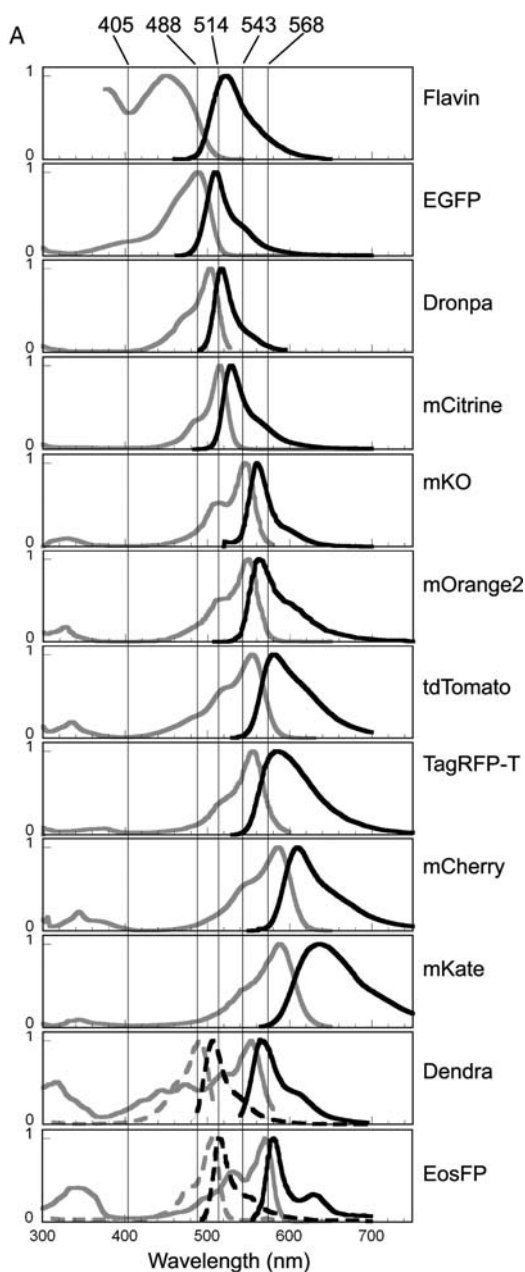 A
405 488 514 543 568
1
0
Flavin
1
0
EGFP
1
0
Dronpa
1
0
mCitrine
1
0
mKO
1
0
mOrange2
1
0
tdTomato
1
0
TagRFP-T
1
0
mCherry
1
0
mKate
1
0
Dendra
1
0
EosFP
300 400 500 600 700
Wavelength (nm)